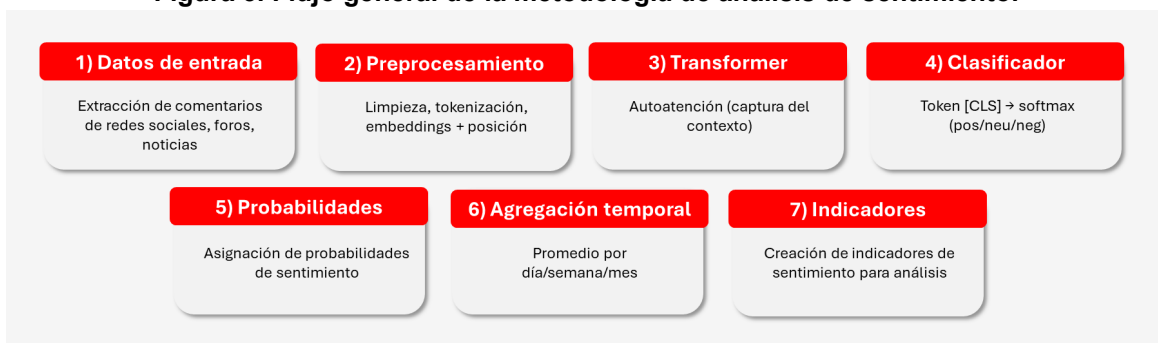 1) Datos de entrada
Extracción de comentarios
de redes sociales, foros,
noticias
2) Preprocesamiento
Limpieza, tokenización,
embeddings + posición
3) Transformer
Autoatención (captura del
contexto)
4) Clasificador
Token [CLS] → softmax
(pos/neu/neg)
5) Probabilidades
Asignación de probabilidades
de sentimiento
6) Agregación temporal
Promedio por
día/semana/mes
7) Indicadores
Creación de indicadores de
sentimiento para análisis